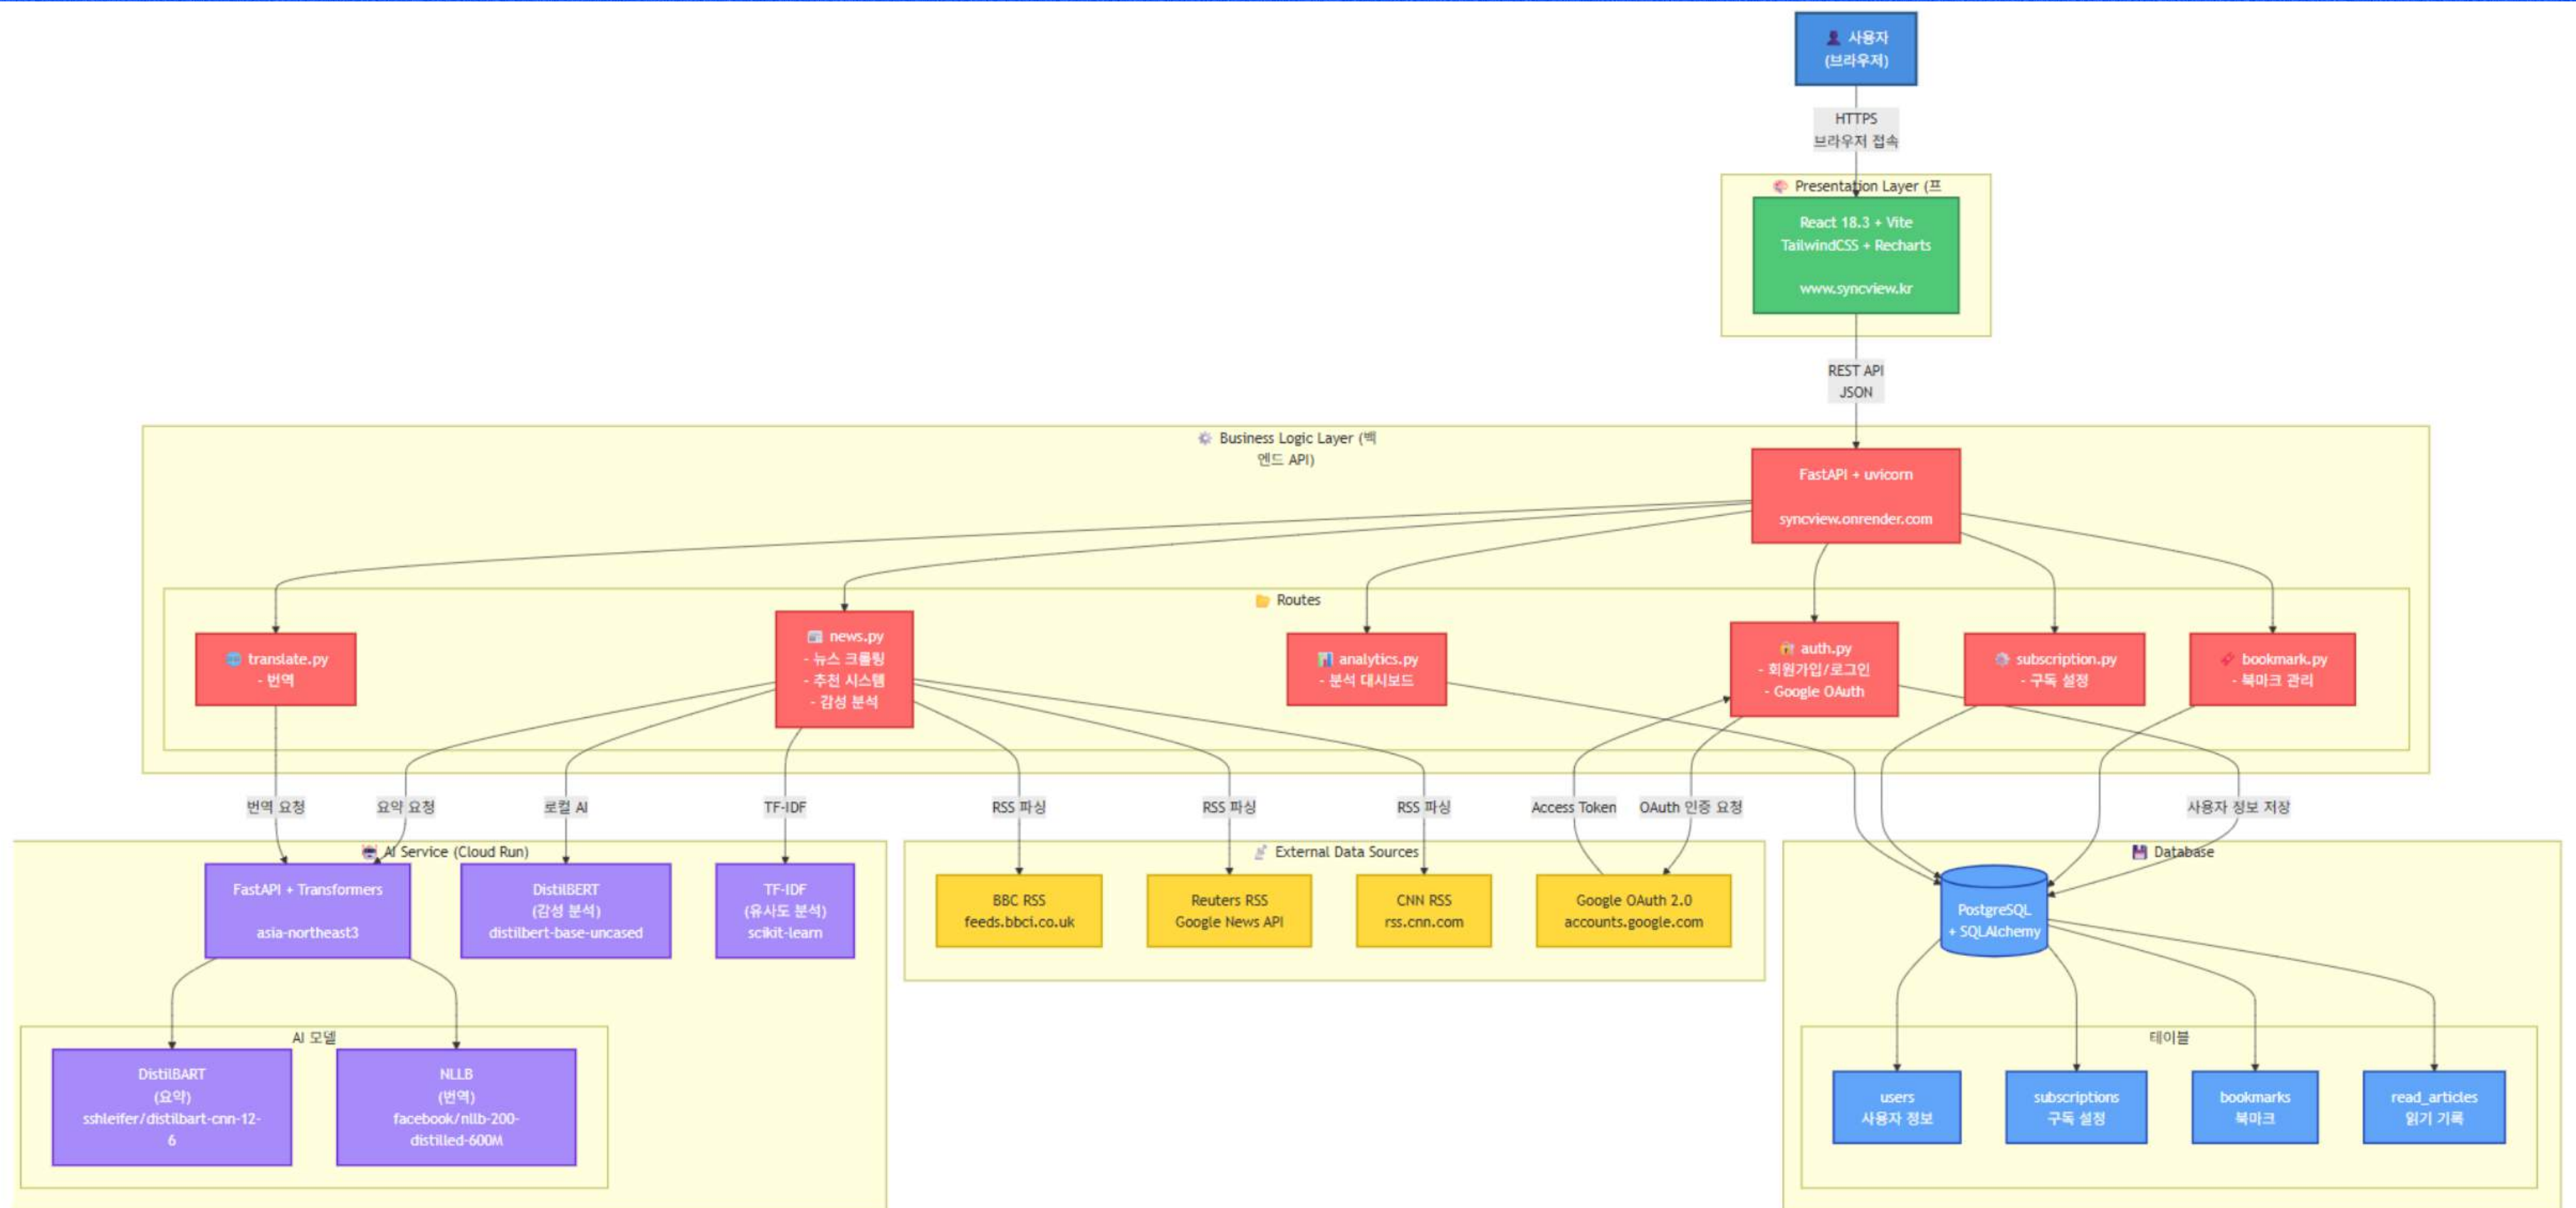 사용자
(브라우저)
HTTPS
브라우저 접속
Presentation Layer (프
React 18.3 + Vite
TailwindCSS + Recharts
www.syncview.kr
REST API
JSON
Business Logic Layer (백
엔드 API)
FastAPI + uvicorn
syncview.onrender.com
Routes
translate.py
- 번역
news.py
- 뉴스 크롤링
- 추천 시스템
- 감성 분석
analytics.py
- 분석 대시보드
auth.py
- 회원가입/로그인
- Google OAuth
subscription.py
- 구독 설정
bookmark.py
- 북마크 관리
번역 요청
요약 요청
로컬 AI
TF-IDF
RSS 파싱
RSS 파싱
RSS 파싱
Access Token
OAuth 인증 요청
사용자 정보 저장
AI Service (Cloud Run)
FastAPI + Transformers
asia-northeast3
DistilBERT
(감성 분석)
distilbert-base-uncased
TF-IDF
(유사도 분석)
scikit-learn
External Data Sources
BBC RSS
feeds.bbci.co.uk
Reuters RSS
Google News API
CNN RSS
rss.cnn.com
Google OAuth 2.0
accounts.google.com
Database
PostgreSQL
+ SQLAlchemy
AI 모델
DistilBART
(요약)
sshleifer/distilbart-cnn-12-
6
NLLB
(번역)
facebook/nllb-200-
distilled-600M
테이블
users
사용자 정보
subscriptions
구독 설정
bookmarks
북마크
read_articles
읽기 기록